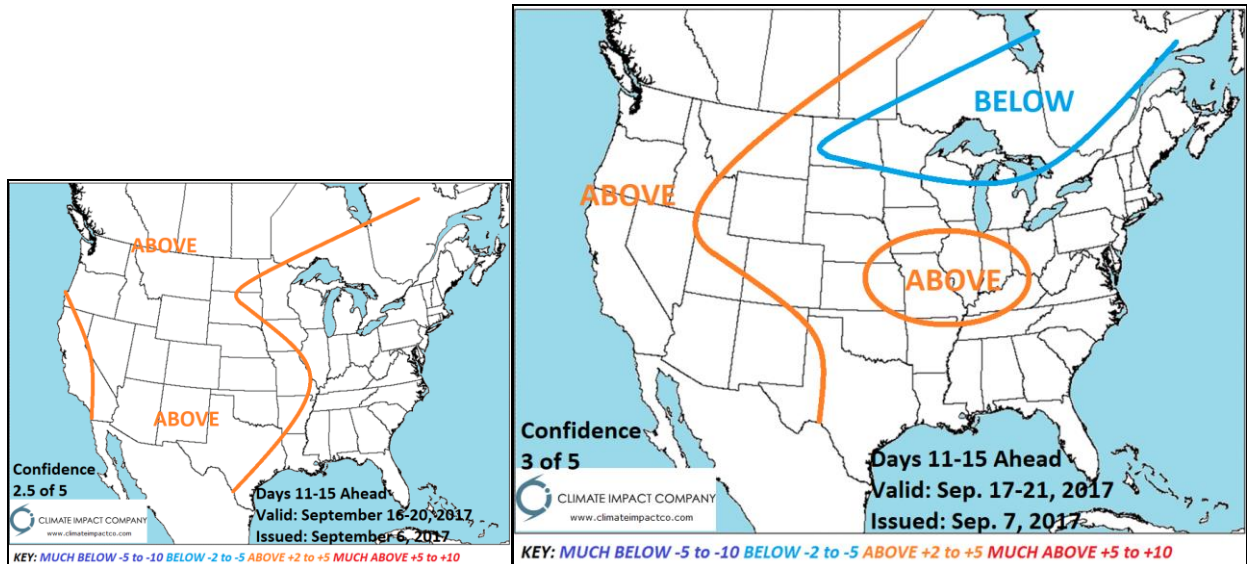 ABOVE
ABOVE
Confidence
2.5 of 5
CLIMATE IMPACT COMPANY
www.climateimpactco.com
Days 11-15 Ahead
Valid: September 16-20, 2017
Issued: September 6, 2017
KEY: MUCH BELOW -5 to -10 BELOW -2 to -5 ABOVE +2 to +5 MUCH ABOVE +5 to +10
BELOW
ABOVE
ABOVE
Confidence
3 of 5
CLIMATE IMPACT COMPANY
www.climateimpactco.com
Days 11-15 Ahead
Valid: Sep. 17-21, 2017
Issued: Sep. 7, 2017
KEY: MUCH BELOW -5 to -10 BELOW -2 to -5 ABOVE +2 to +5 MUCH ABOVE +5 to +10